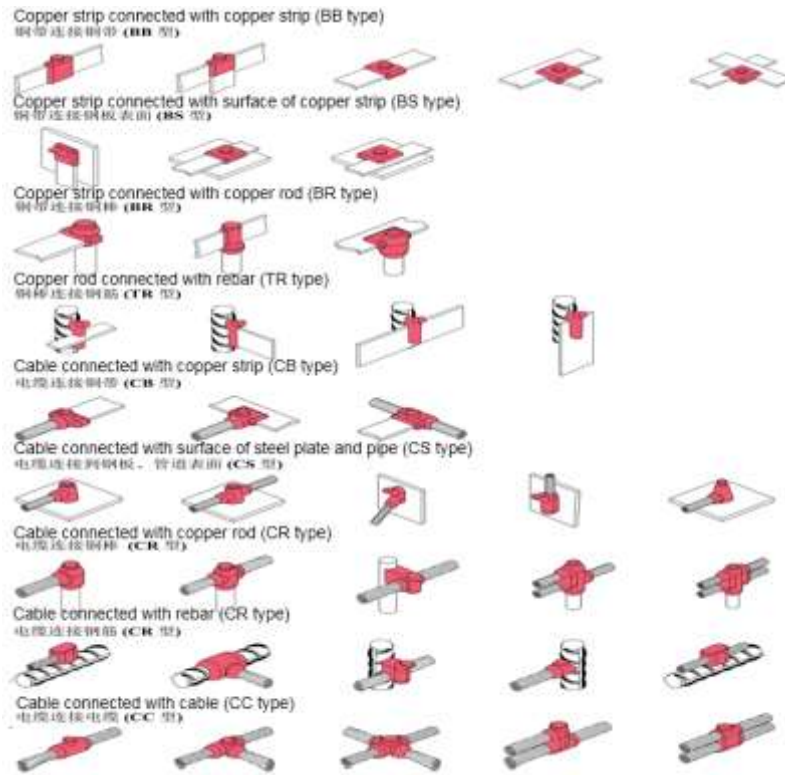 Copper strip connected with copper strip (BB type)
铜带连接铜带 (BB 型)
Copper strip connected with surface of copper strip (BS type)
铜带连接钢板表面 (BS 型)
Copper strip connected with copper rod (BR type)
铜带连接铜棒 (BR 型)
Copper rod connected with rebar (TR type)
铜棒连接钢筋 (TR 型)
Cable connected with copper strip (CB type)
电缆连接铜带 (CB 型)
Cable connected with surface of steel plate and pipe (CS type)
电缆连接到钢板、管道表面 (CS 型)
Cable connected with copper rod (CR type)
电缆连接铜棒 (CR 型)
Cable connected with rebar (CR type)
电缆连接钢筋 (CR 型)
Cable connected with cable (CC type)
电缆连接电缆 (CC 型)